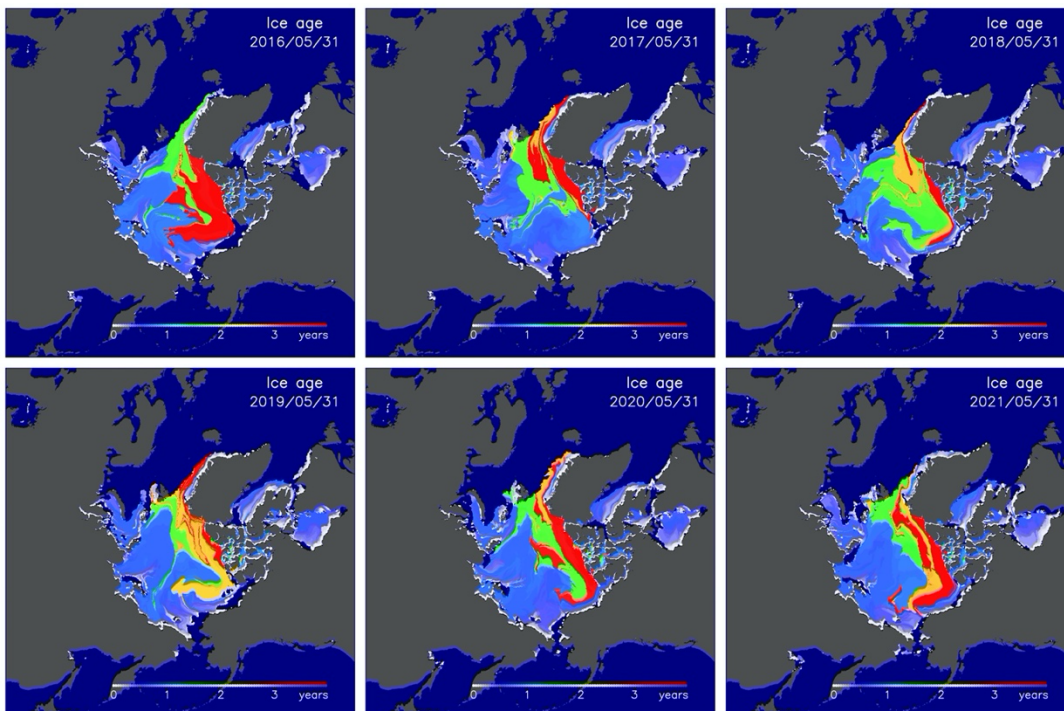 Ice age
2016/05/31
0 1 2 3 years
Ice age
2017/05/31
0 1 2 3 years
Ice age
2018/05/31
0 1 2 3 years
Ice age
2019/05/31
0 1 2 3 years
Ice age
2020/05/31
0 1 2 3 years
Ice age
2021/05/31
0 1 2 3 years